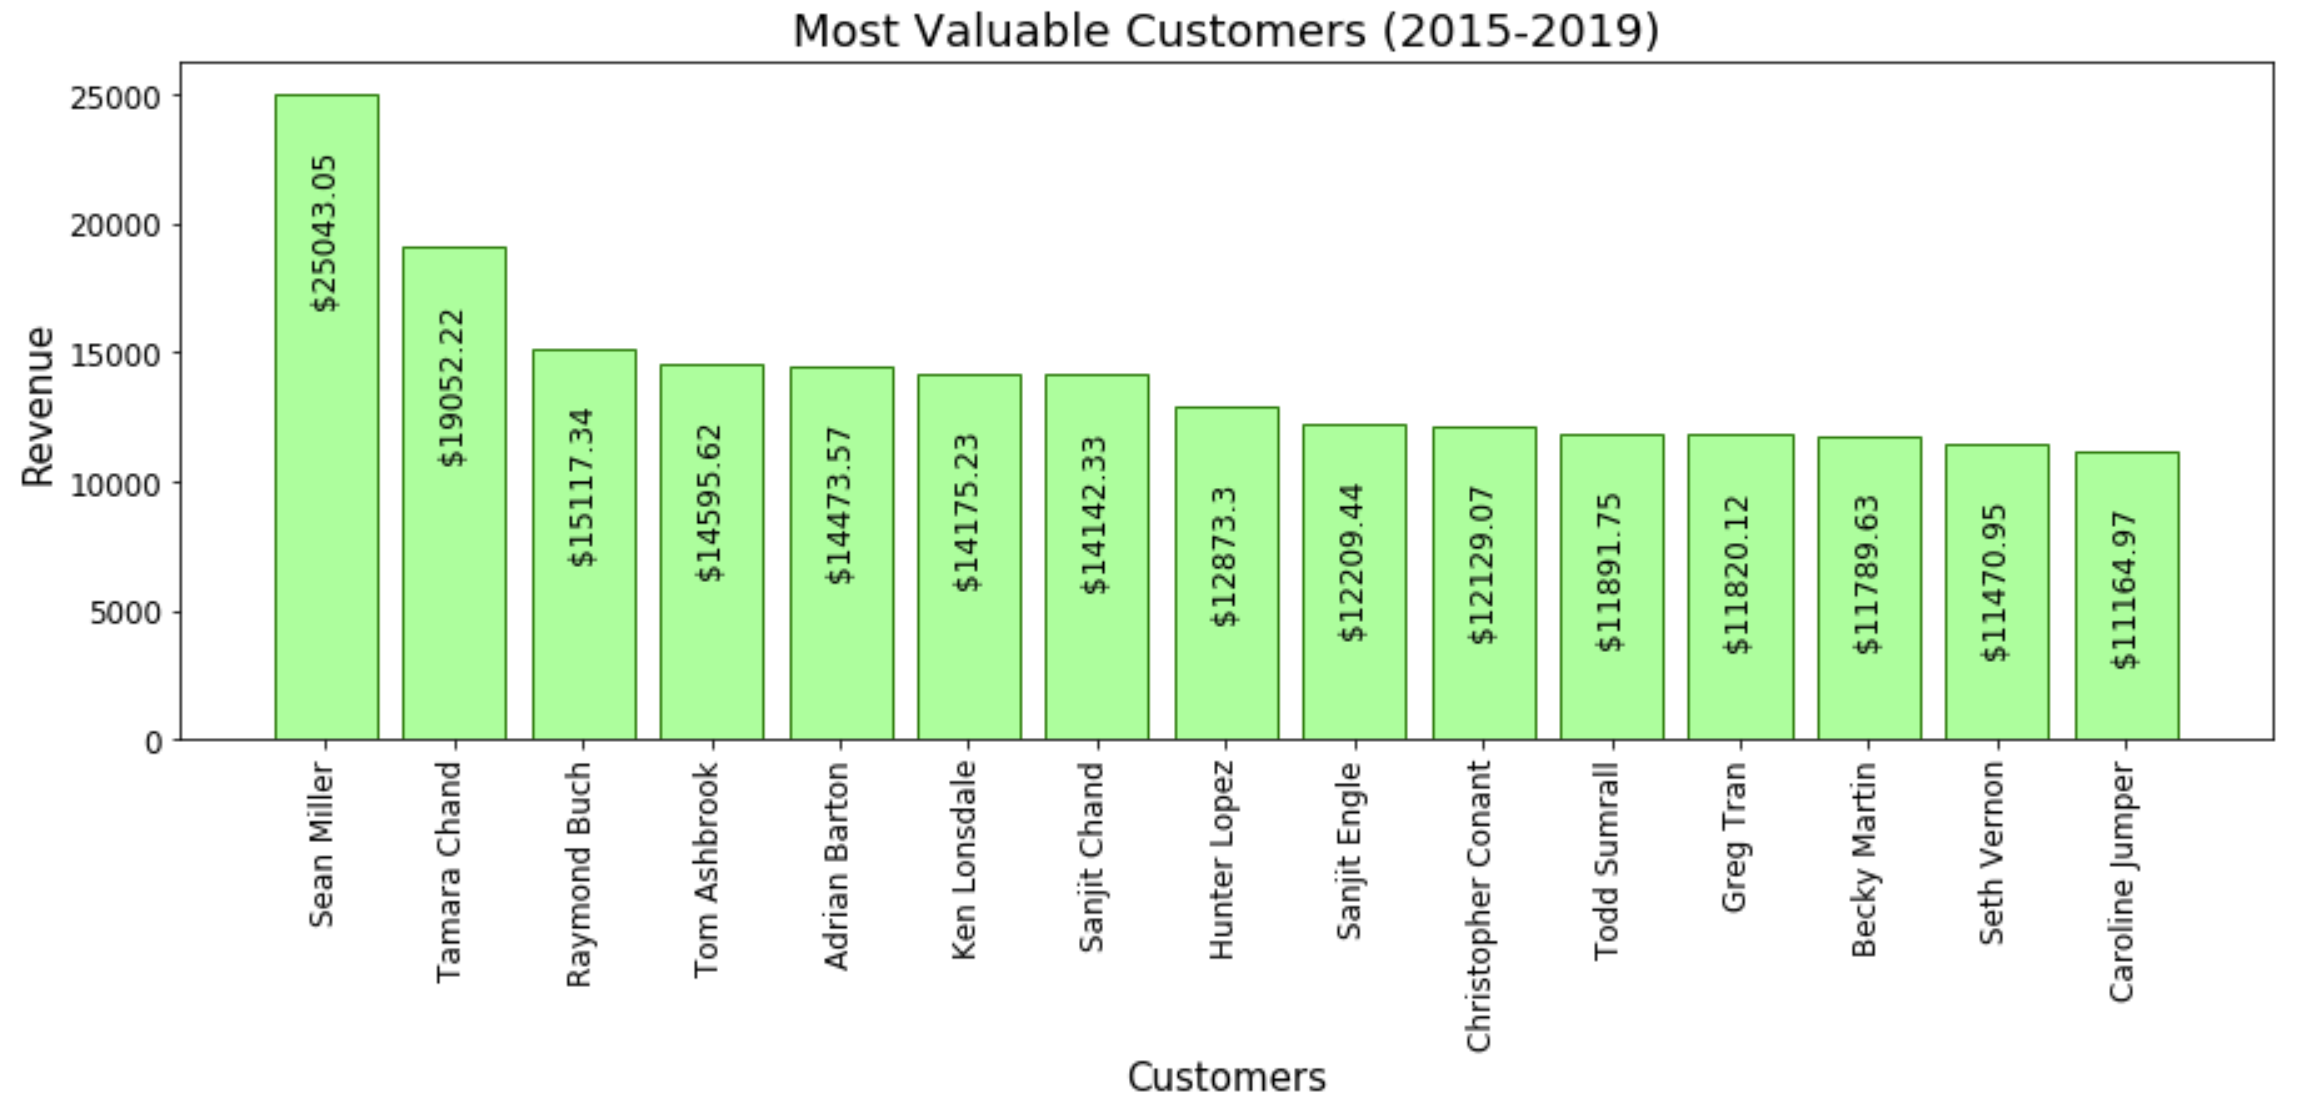 Most Valuable Customers (2015-2019)
Revenue
25000
20000
15000
10000
5000
0
$25043.05
$19052.22
$15117.34
$14595.62
$14473.57
$14175.23
$14142.33
$12873.3
$12209.44
$12129.07
$11891.75
$11820.12
$11789.63
$11470.95
$11164.97
Sean Miller
Tamara Chand
Raymond Buch
Tom Ashbrook
Adrian Barton
Ken Lonsdale
Sanjit Chand
Hunter Lopez
Sanjit Engle
Christopher Conant
Todd Sumrall
Greg Tran
Becky Martin
Seth Vernon
Caroline Jumper
Customers